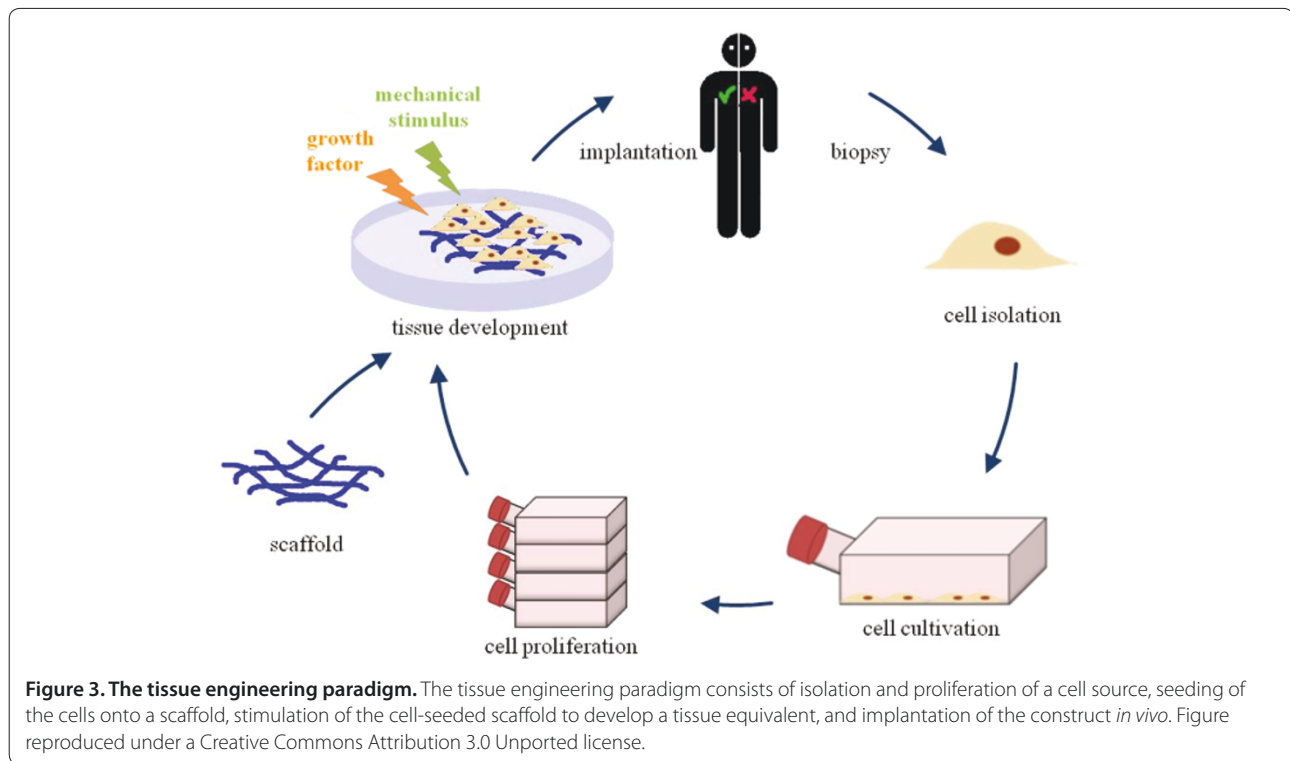 mechanical
stimulus
growth
factor
implantation
biopsy
cell isolation
tissue development
scaffold
cell proliferation
cell cultivation
Figure 3. The tissue engineering paradigm. The tissue engineering paradigm consists of isolation and proliferation of a cell source, seeding of
the cells onto a scaffold, stimulation of the cell-seeded scaffold to develop a tissue equivalent, and implantation of the construct in vivo. Figure
reproduced under a Creative Commons Attribution 3.0 Unported license.